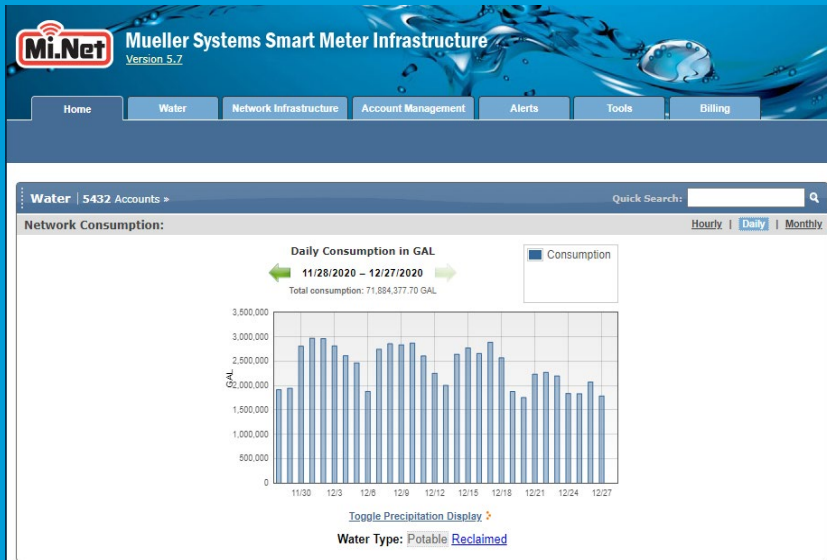 Mi.Net
Mueller Systems Smart Meter Infrastructure
Version 5.7
Home Water Network Infrastructure Account Management Alerts Tools Billing
Water | 5432 Accounts » Quick Search:
Network Consumption: Hourly | Daily | Monthly
Daily Consumption in GAL
11/28/2020 – 12/27/2020
Total consumption: 71,884,377.70 GAL
Consumption
3,500,000
3,000,000
2,500,000
2,000,000
1,500,000
1,000,000
500,000
0
GAL
11/30 12/3 12/6 12/9 12/12 12/15 12/18 12/21 12/24 12/27
Toggle Precipitation Display
Water Type: Potable Reclaimed